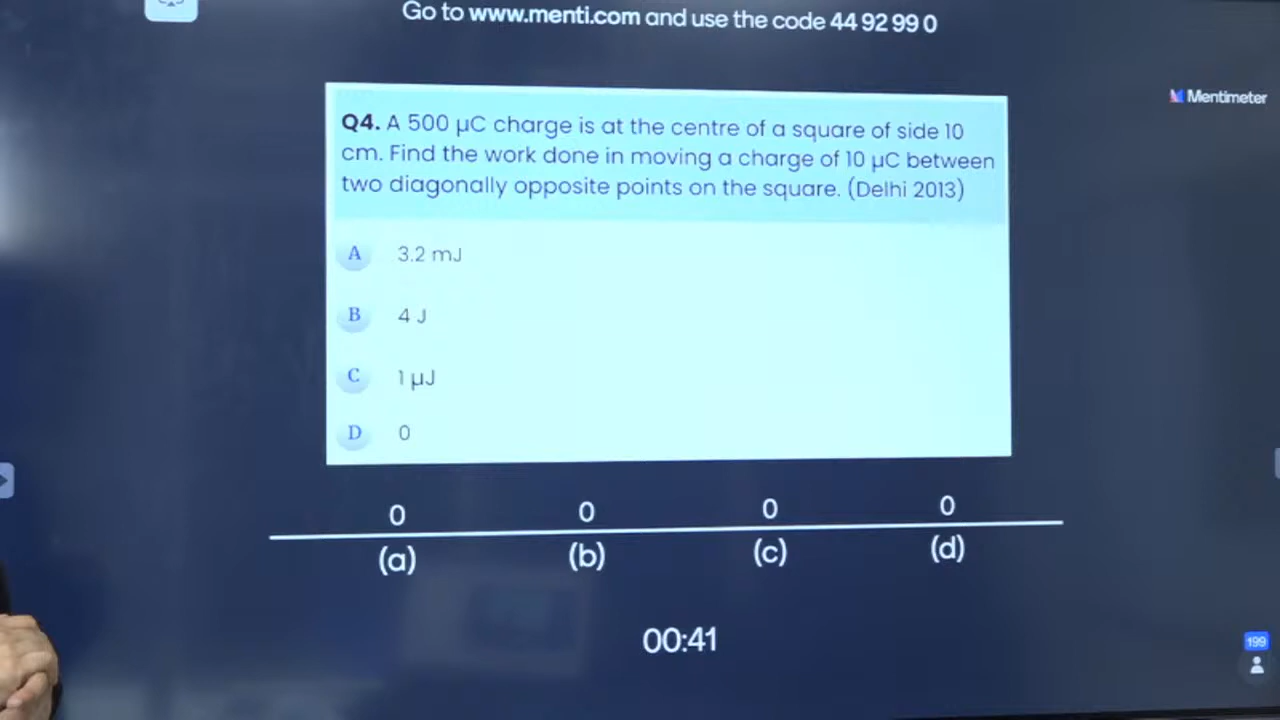 Go to www.menti.com and use the code 44 92 99 0
Mentimeter
Q4. A 500 μC charge is at the centre of a square of side 10
cm. Find the work done in moving a charge of 10 μC between
two diagonally opposite points on the square. (Delhi 2013)
A 3.2 mJ
B 4 J
C 1 μJ
D 0
0 0 0 0
(a) (b) (c) (d)
00:41
199